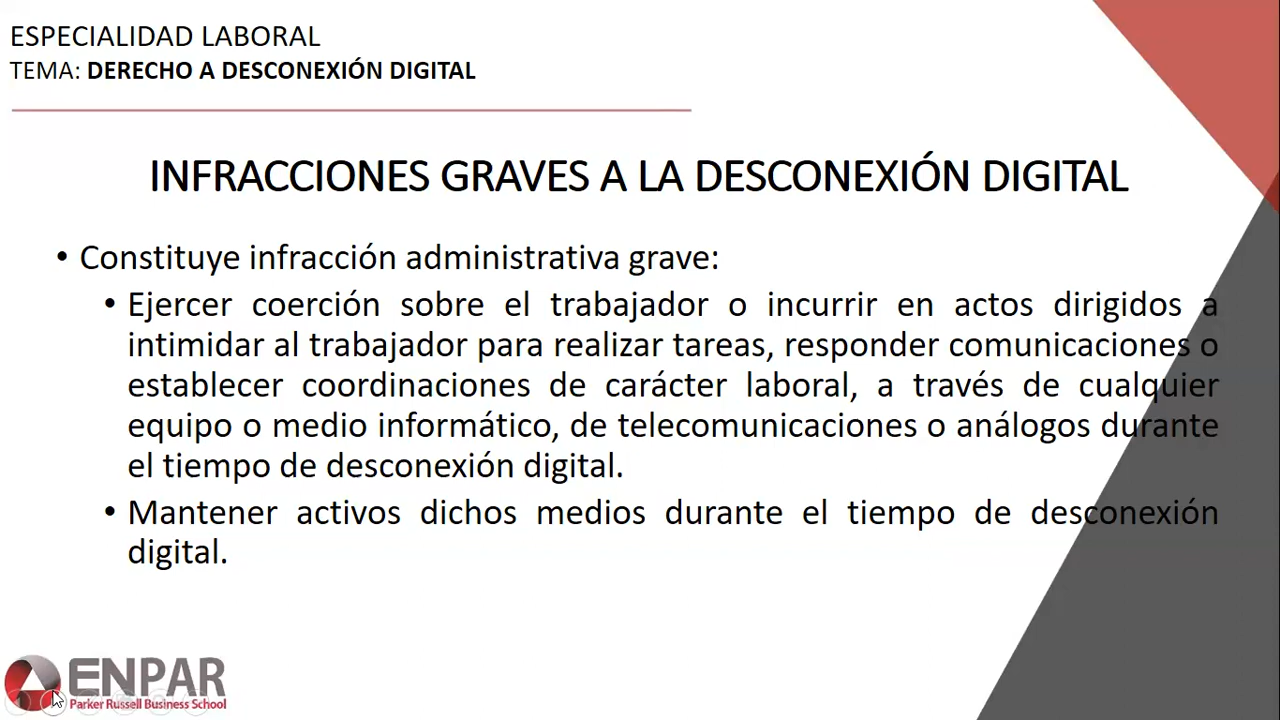 ESPECIALIDAD LABORAL
TEMA: DERECHO A DESCONEXIÓN DIGITAL
INFRACCIONES GRAVES A LA DESCONEXIÓN DIGITAL
• Constituye infracción administrativa grave:
• Ejercer coerción sobre el trabajador o incurrir en actos dirigidos a
intimidar al trabajador para realizar tareas, responder comunicaciones o
establecer coordinaciones de carácter laboral, a través de cualquier
equipo o medio informático, de telecomunicaciones o análogos durante
el tiempo de desconexión digital.
• Mantener activos dichos medios durante el tiempo de desconexión
digital.
ENPAR
Parker Russell Business School